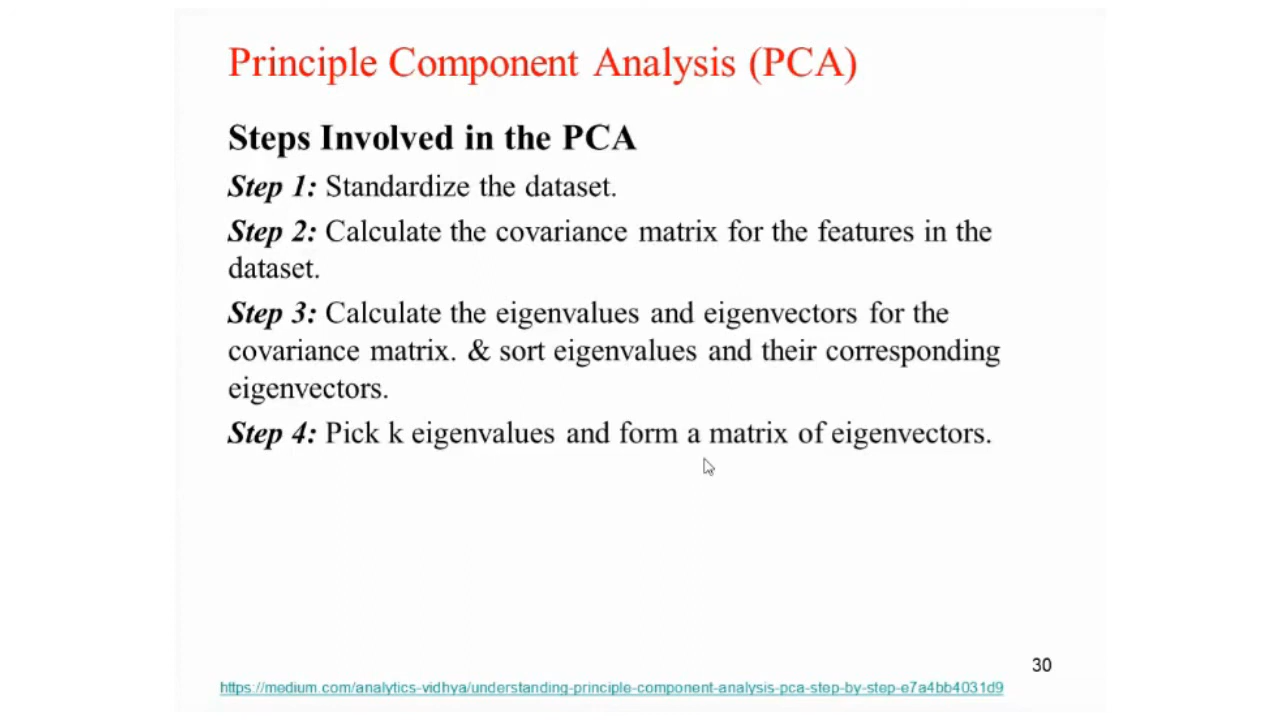 Principle Component Analysis (PCA)
Steps Involved in the PCA
Step 1: Standardize the dataset.
Step 2: Calculate the covariance matrix for the features in the
dataset.
Step 3: Calculate the eigenvalues and eigenvectors for the
covariance matrix. & sort eigenvalues and their corresponding
eigenvectors.
Step 4: Pick k eigenvalues and form a matrix of eigenvectors.
30
https://medium.com/analytics-vidhya/understanding-principle-component-analysis-pca-step-by-step-e7a4bb4031d9